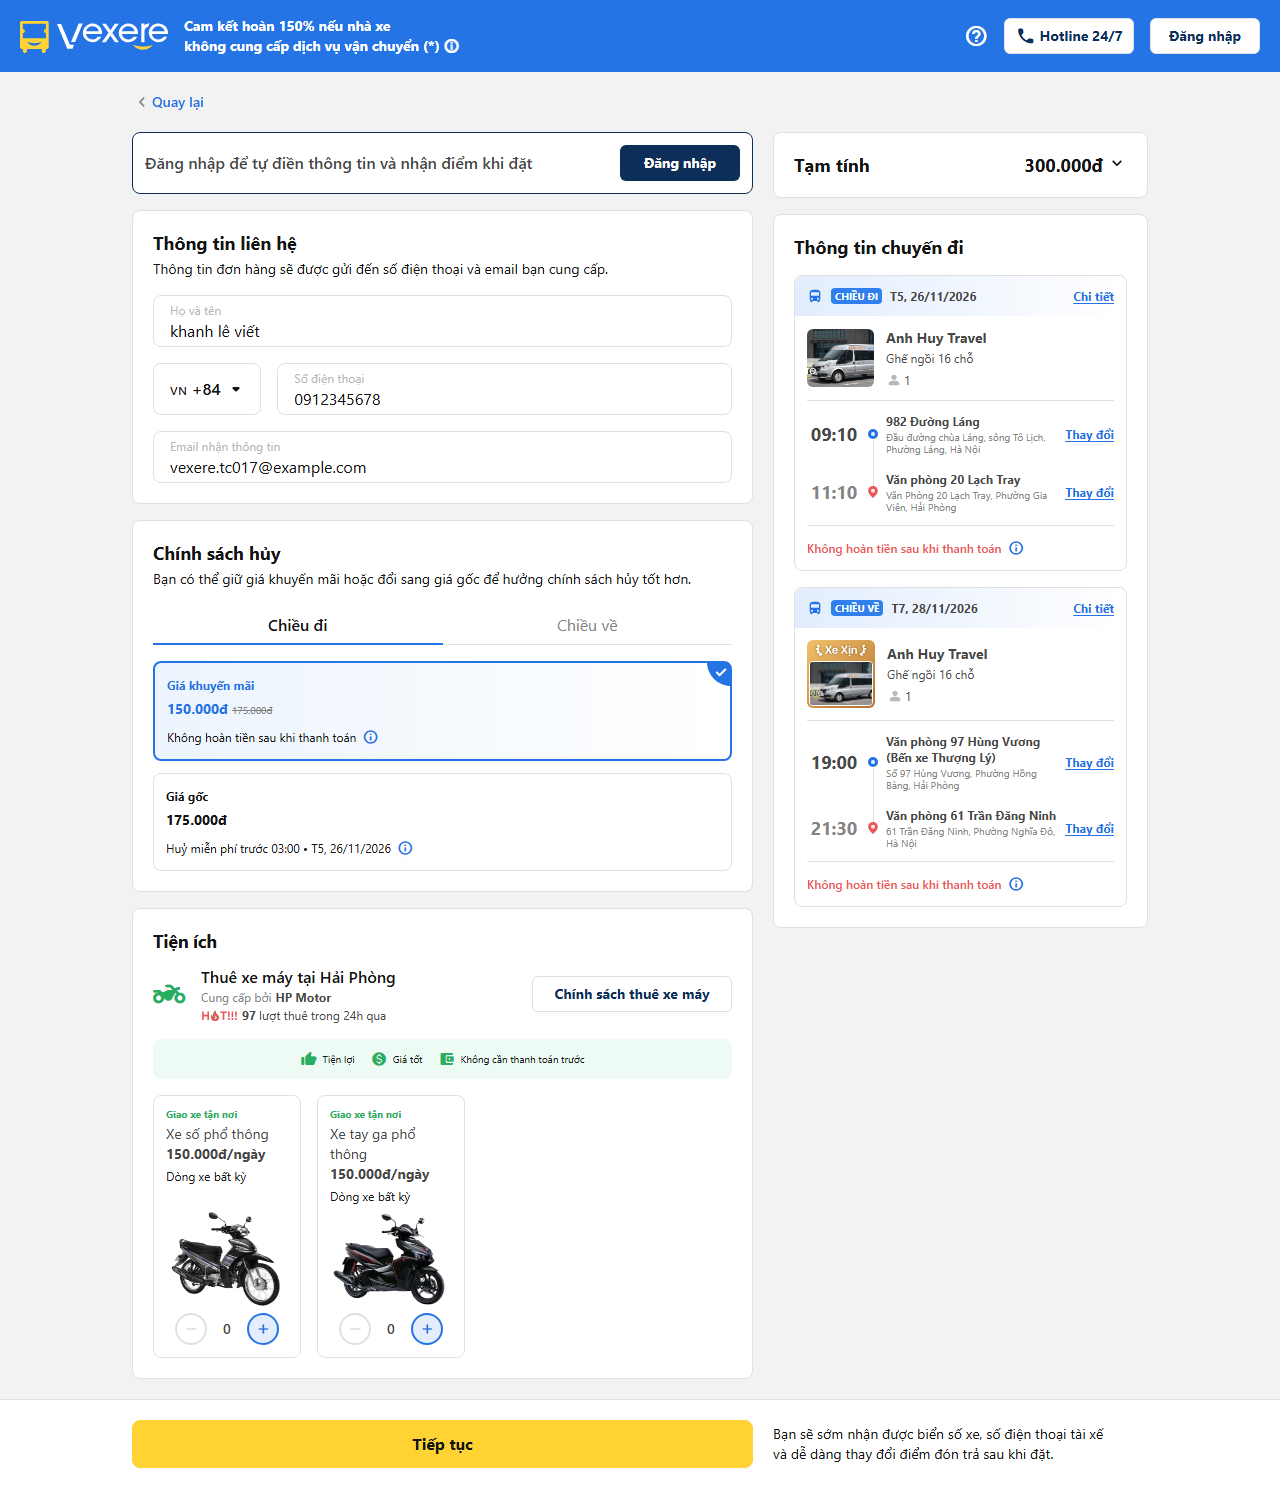 vexere
Cam kết hoàn 150% nếu nhà xe
không cung cấp dịch vụ vận chuyển (*)
Hotline 24/7
Đăng nhập
Quay lại
Đăng nhập để tự điền thông tin và nhận điểm khi đặt
Đăng nhập
Thông tin liên hệ
Thông tin đơn hàng sẽ được gửi đến số điện thoại và email bạn cung cấp.
Họ và tên
khanh lê viết
VN +84
Số điện thoại
0912345678
Email nhận thông tin
vexere.tc017@example.com
Chính sách hủy
Bạn có thể giữ giá khuyến mãi hoặc đổi sang giá gốc để hưởng chính sách hủy tốt hơn.
Chiều đi
Chiều về
Giá khuyến mãi
150.000đ 175.000đ
Không hoàn tiền sau khi thanh toán
Giá gốc
175.000đ
Huỷ miễn phí trước 03:00 • T5, 26/11/2026
Tiện ích
Thuê xe máy tại Hải Phòng
Cung cấp bởi HP Motor
HOT!!! 97 lượt thuê trong 24h qua
Chính sách thuê xe máy
Tiện lợi
Giá tốt
Không cần thanh toán trước
Giao xe tận nơi
Xe số phổ thông
150.000đ/ngày
Dòng xe bất kỳ
0
Giao xe tận nơi
Xe tay ga phổ
thông
150.000đ/ngày
Dòng xe bất kỳ
0
Tạm tính
300.000đ
Thông tin chuyến đi
CHIỀU ĐI T5, 26/11/2026
Chi tiết
Anh Huy Travel
Ghế ngồi 16 chỗ
1
09:10
982 Đường Láng
Đầu đường chùa Láng, sông Tô Lịch,
Phường Láng, Hà Nội
Thay đổi
11:10
Văn phòng 20 Lạch Tray
Văn Phòng 20 Lạch Tray, Phường Gia
Viên, Hải Phòng
Thay đổi
Không hoàn tiền sau khi thanh toán
CHIỀU VỀ T7, 28/11/2026
Chi tiết
Xe Xịn
Anh Huy Travel
Ghế ngồi 16 chỗ
1
19:00
Văn phòng 97 Hùng Vương
(Bến xe Thượng Lý)
Số 97 Hùng Vương, Phường Hồng
Bàng, Hải Phòng
Thay đổi
21:30
Văn phòng 61 Trần Đăng Ninh
61 Trần Đăng Ninh, Phường Nghĩa Đô,
Hà Nội
Thay đổi
Không hoàn tiền sau khi thanh toán
Tiếp tục
Bạn sẽ sớm nhận được biển số xe, số điện thoại tài xế
và dễ dàng thay đổi điểm đón trả sau khi đặt.